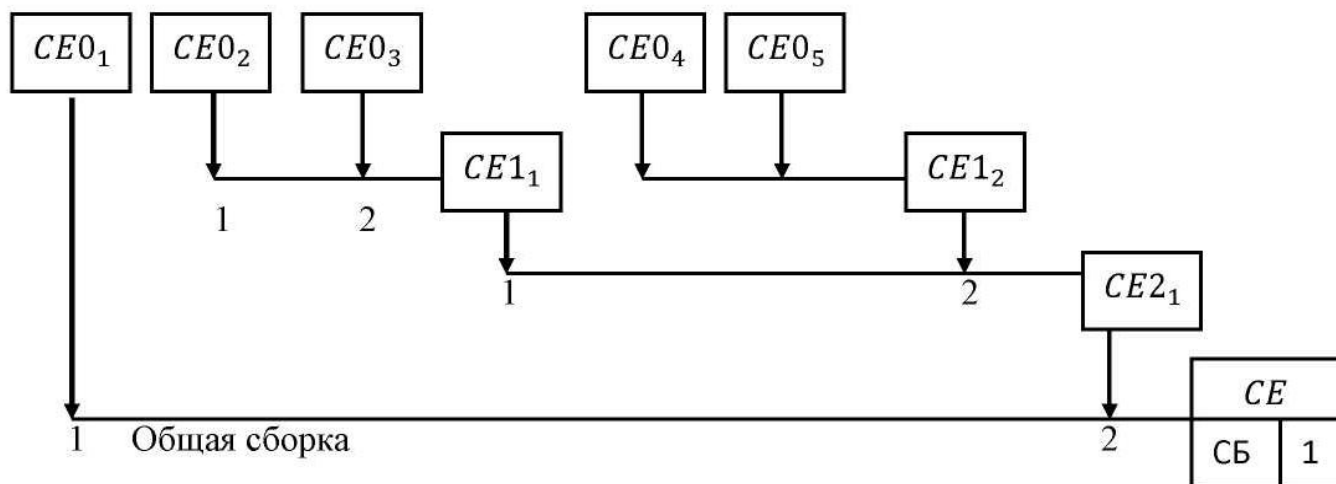 CE0₁ CE0₂ CE0₃ CE0₄ CE0₅
CE1₁ CE1₂
1 2
CE2₁
1 2
CE
1 Общая сборка 2
СБ 1